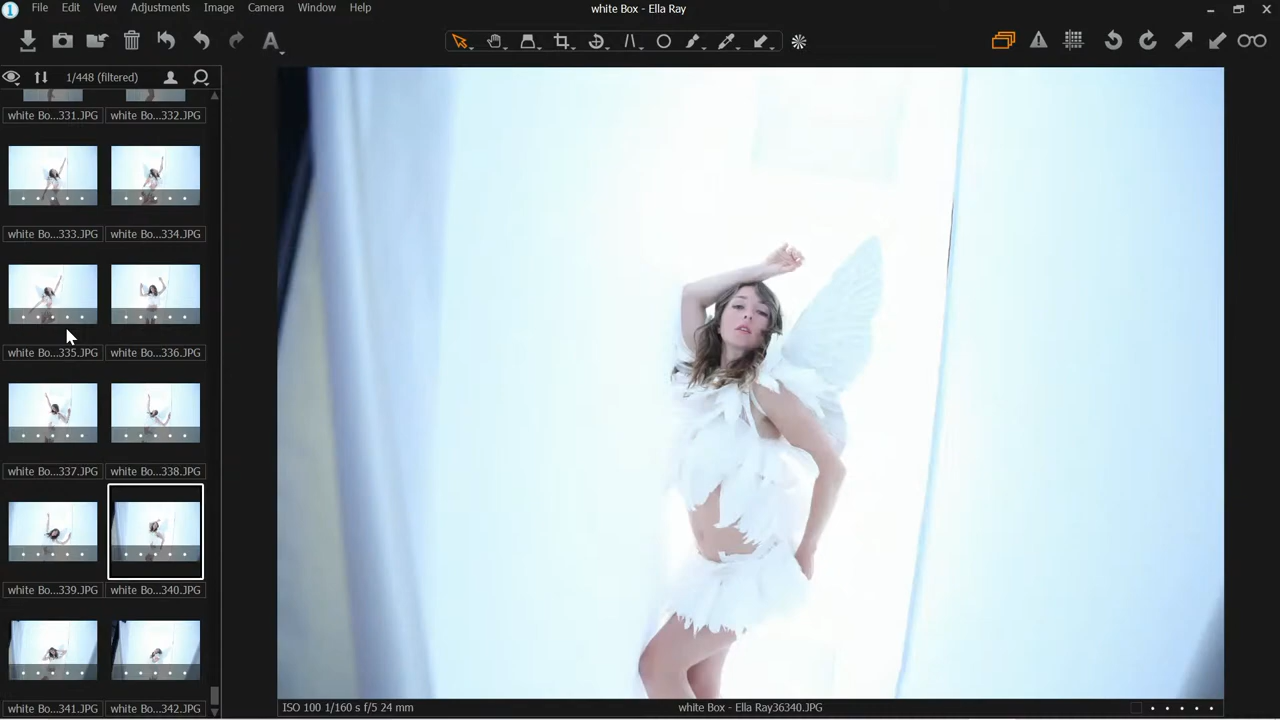 File Edit View Adjustments Image Camera Window Help
white Box - Ella Ray
1/448 (filtered)
white Bo...331.JPG white Bo...332.JPG
white Bo...333.JPG white Bo...334.JPG
white Bo...335.JPG white Bo...336.JPG
white Bo...337.JPG white Bo...338.JPG
white Bo...339.JPG white Bo...340.JPG
white Bo...341.JPG white Bo...342.JPG
ISO 100 1/160 s f/5 24 mm
white Box - Ella Ray36340.JPG